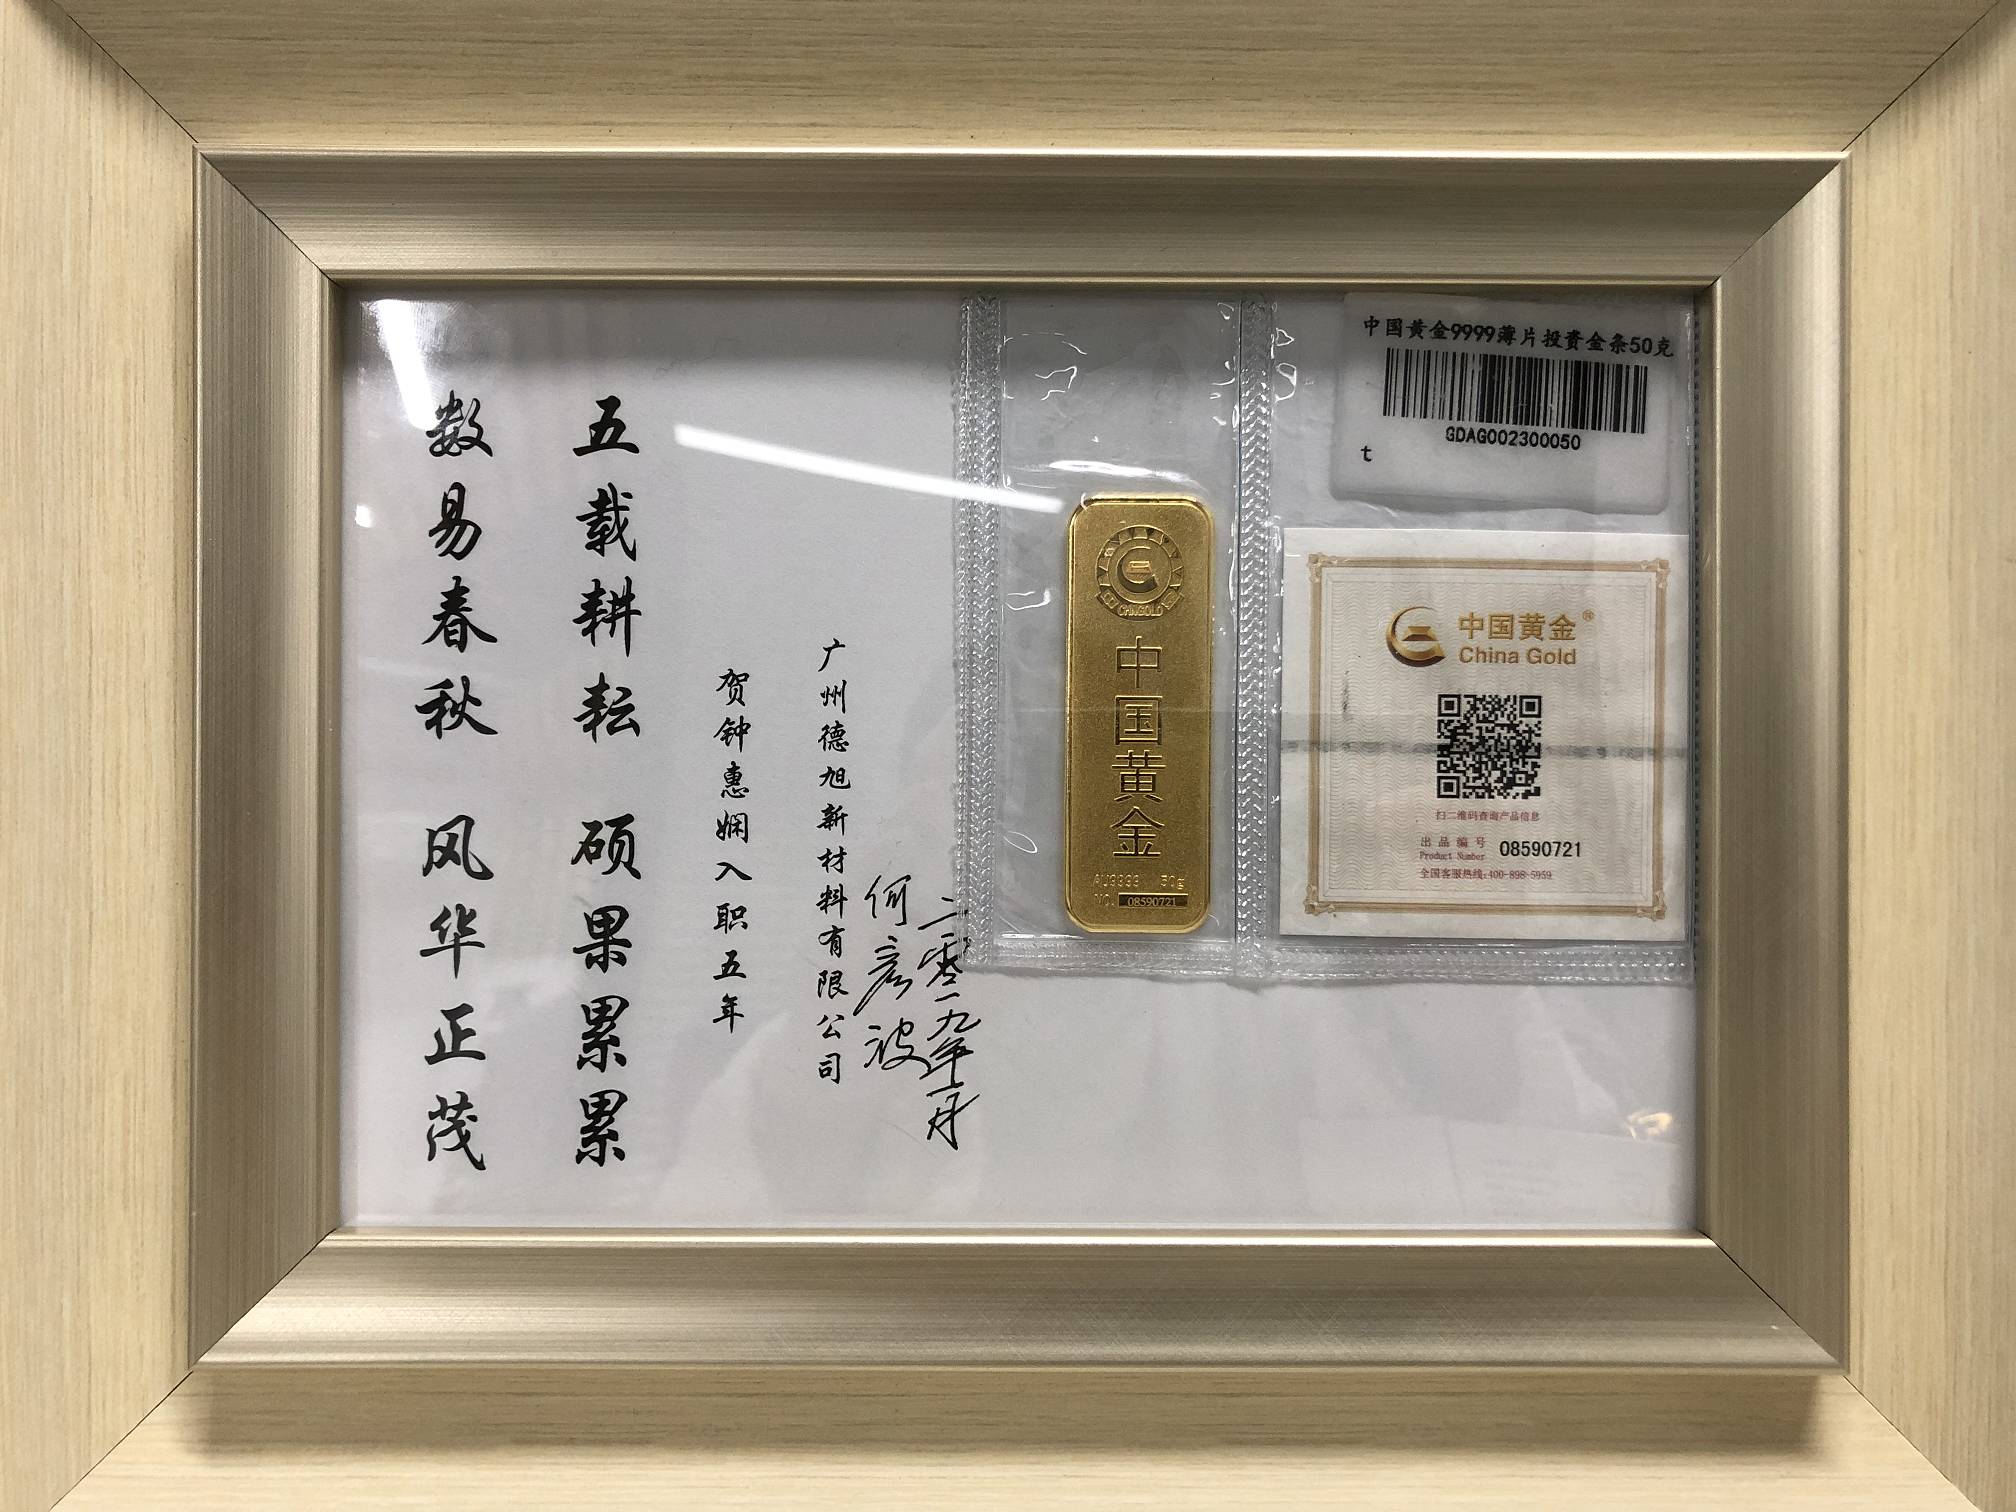 数易春秋 风华正茂
五载耕耘 硕果累累
贺钟惠娴入职五年
广州德旭新材料有限公司
何彦波
二零一九年一月
CHNGOLD
中国黄金
AU9999 50g
NO. 08590721
中国黄金9999薄片投资金条50克
GDAG002300050
t
中国黄金®
China Gold
扫二维码查询产品信息
出品编号
Product Number 08590721
全国客服热线:400-898-5959